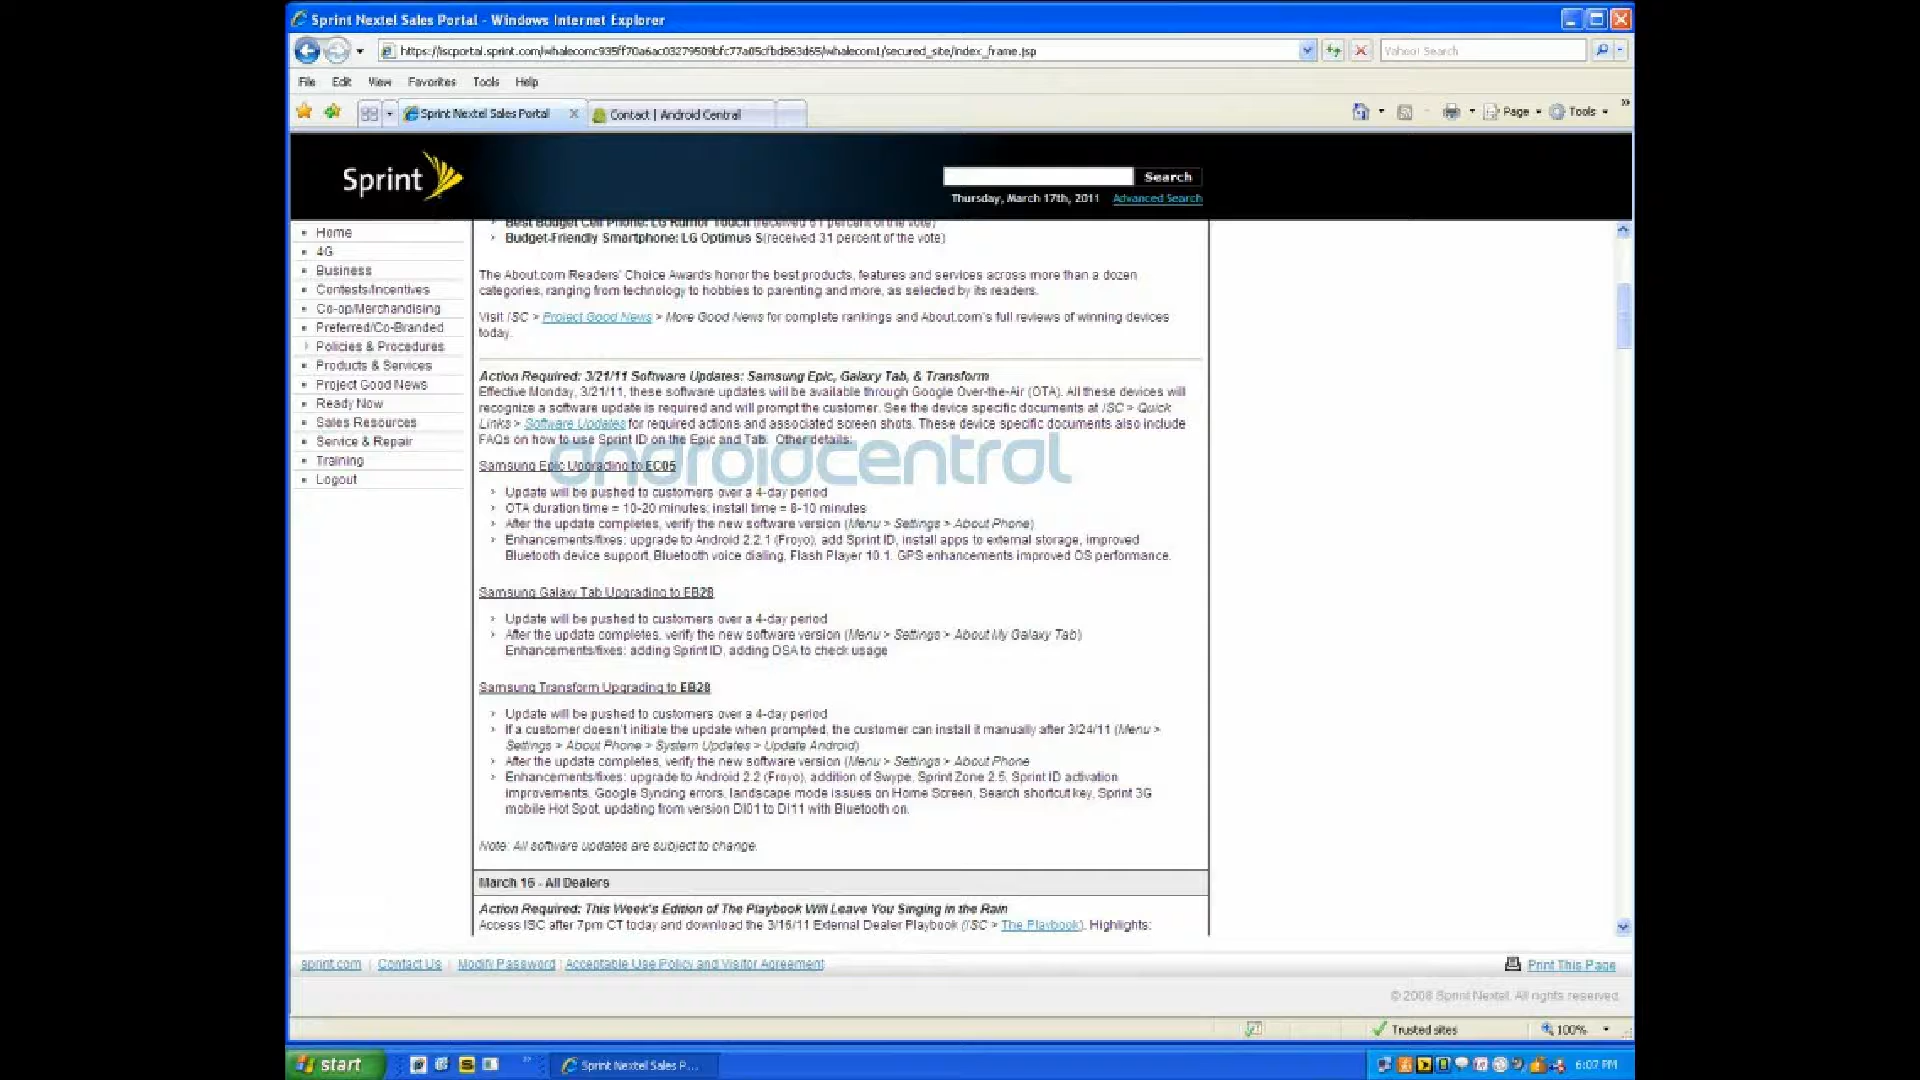 Sprint Nextel Sales Portal - Windows Internet Explorer
https://iscportal.sprint.com/whalecomc935ff70a6ac03279509bfc77a05cfbd863d65/whalecom1/secured_site/index_frame.jsp
Yahoo! Search
File Edit View Favorites Tools Help
Sprint Nextel Sales Portal
Contact | Android Central
Page Tools
Sprint
Search
Thursday, March 17th, 2011 Advanced Search
Home
4G
Business
Contests/Incentives
Co-op/Merchandising
Preferred/Co-Branded
Policies & Procedures
Products & Services
Project Good News
Ready Now
Sales Resources
Service & Repair
Training
Logout
Best Budget Cell Phone: LG Rumor Touch (received 61 percent of the vote)
Budget-Friendly Smartphone: LG Optimus S(received 31 percent of the vote)
The About.com Readers' Choice Awards honor the best products, features and services across more than a dozen
categories, ranging from technology to hobbies to parenting and more, as selected by its readers.
Visit ISC > Project Good News > More Good News for complete rankings and About.com's full reviews of winning devices
today.
Action Required: 3/21/11 Software Updates: Samsung Epic, Galaxy Tab, & Transform
Effective Monday, 3/21/11, these software updates will be available through Google Over-the-Air (OTA). All these devices will
recognize a software update is required and will prompt the customer. See the device specific documents at ISC > Quick
Links > Software Updates for required actions and associated screen shots. These device specific documents also include
FAQs on how to use Sprint ID on the Epic and Tab. Other details:
androidcentral
Samsung Epic Upgrading to EC05
Update will be pushed to customers over a 4-day period
OTA duration time = 10-20 minutes; install time = 8-10 minutes
After the update completes, verify the new software version (Menu > Settings > About Phone)
Enhancements/fixes: upgrade to Android 2.2.1 (Froyo), add Sprint ID, install apps to external storage, improved
Bluetooth device support, Bluetooth voice dialing, Flash Player 10.1. GPS enhancements improved OS performance.
Samsung Galaxy Tab Upgrading to EB28
Update will be pushed to customers over a 4-day period
After the update completes, verify the new software version (Menu > Settings > About My Galaxy Tab)
Enhancements/fixes: adding Sprint ID, adding DSA to check usage
Samsung Transform Upgrading to EB28
Update will be pushed to customers over a 4-day period
If a customer doesn't initiate the update when prompted, the customer can install it manually after 3/24/11 (Menu >
Settings > About Phone > System Updates > Update Android)
After the update completes, verify the new software version (Menu > Settings > About Phone
Enhancements/fixes: upgrade to Android 2.2 (Froyo), addition of Swype, Sprint Zone 2.5, Sprint ID activation
improvements, Google Syncing errors, landscape mode issues on Home Screen, Search shortcut key, Sprint 3G
mobile Hot Spot, updating from version DI01 to DI11 with Bluetooth on.
Note: All software updates are subject to change.
March 16 - All Dealers
Action Required: This Week's Edition of The Playbook Will Leave You Singing in the Rain
Access ISC after 7pm CT today and download the 3/16/11 External Dealer Playbook (ISC > The Playbook). Highlights:
sprint.com | Contact Us | Modify Password | Acceptable Use Policy and Visitor Agreement
Print This Page
© 2008 Sprint Nextel. All rights reserved.
Trusted sites
100%
start
Sprint Nextel Sales P...
6:07 PM